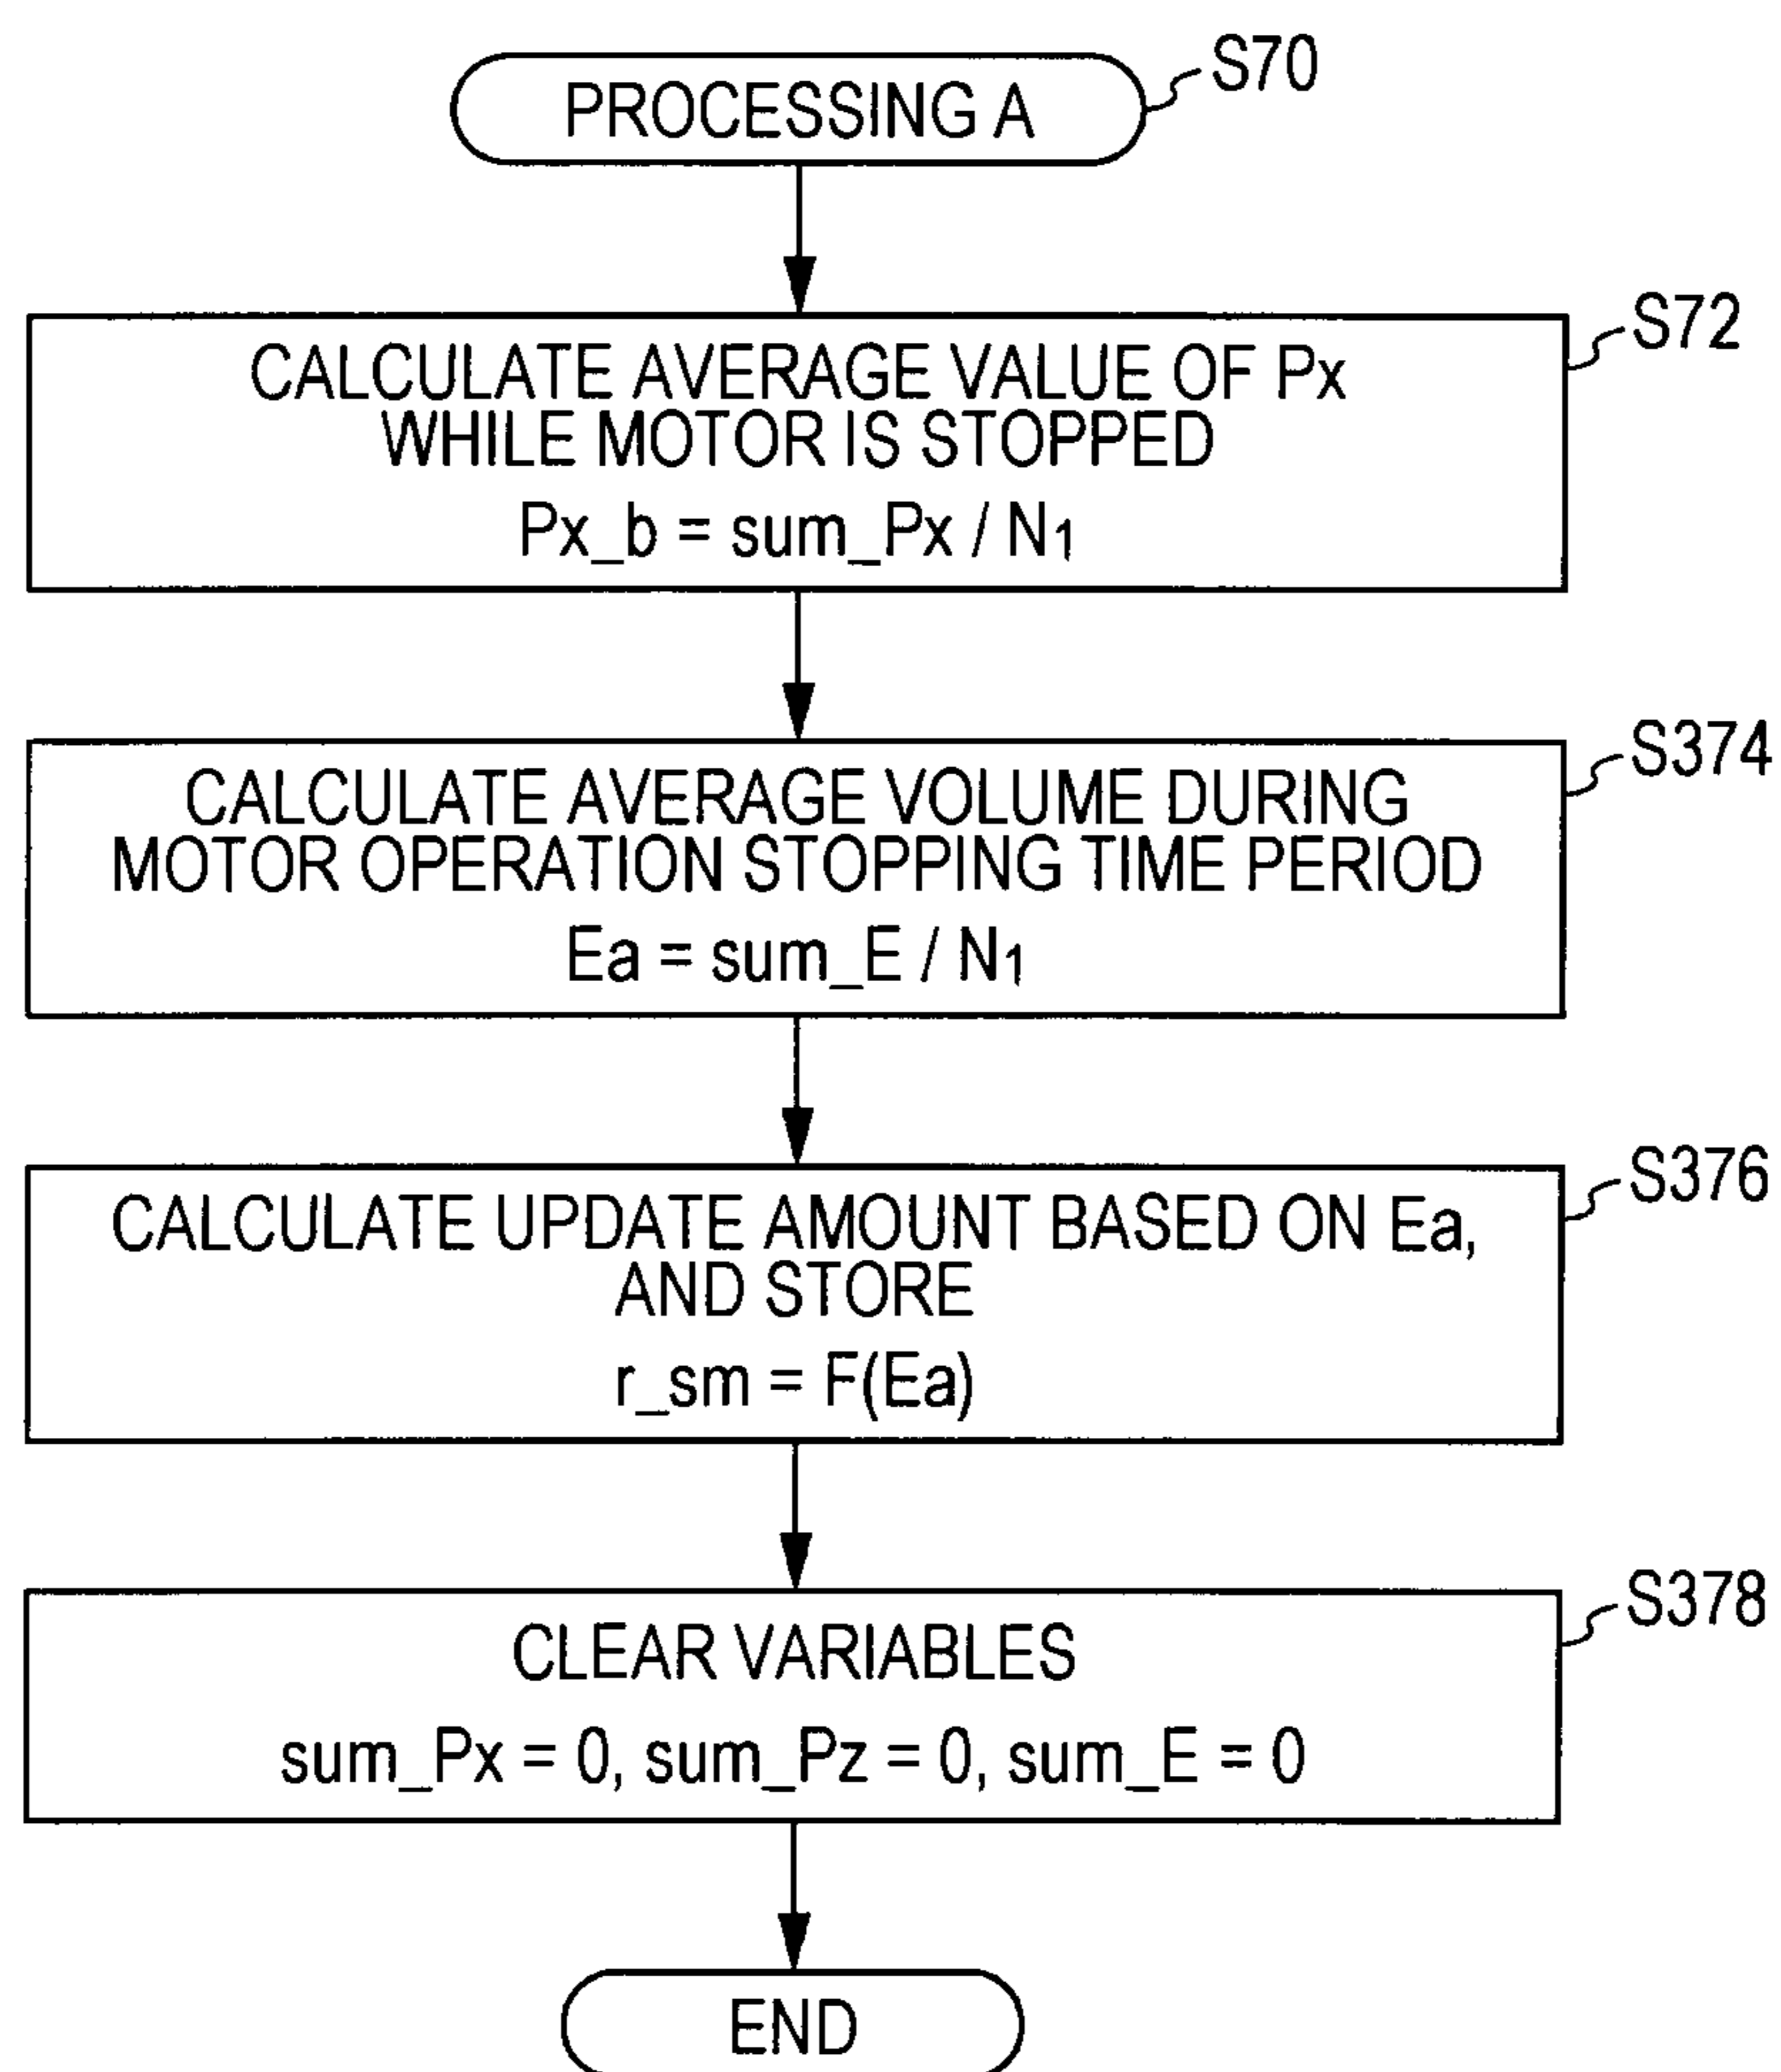 PROCESSING A
S70
S72
CALCULATE AVERAGE VALUE OF Px
WHILE MOTOR IS STOPPED
Px_b = sum_Px / N1
S374
CALCULATE AVERAGE VOLUME DURING
MOTOR OPERATION STOPPING TIME PERIOD
Ea = sum_E / N1
S376
CALCULATE UPDATE AMOUNT BASED ON Ea,
AND STORE
r_sm = F(Ea)
S378
CLEAR VARIABLES
sum_Px = 0, sum_Pz = 0, sum_E = 0
END